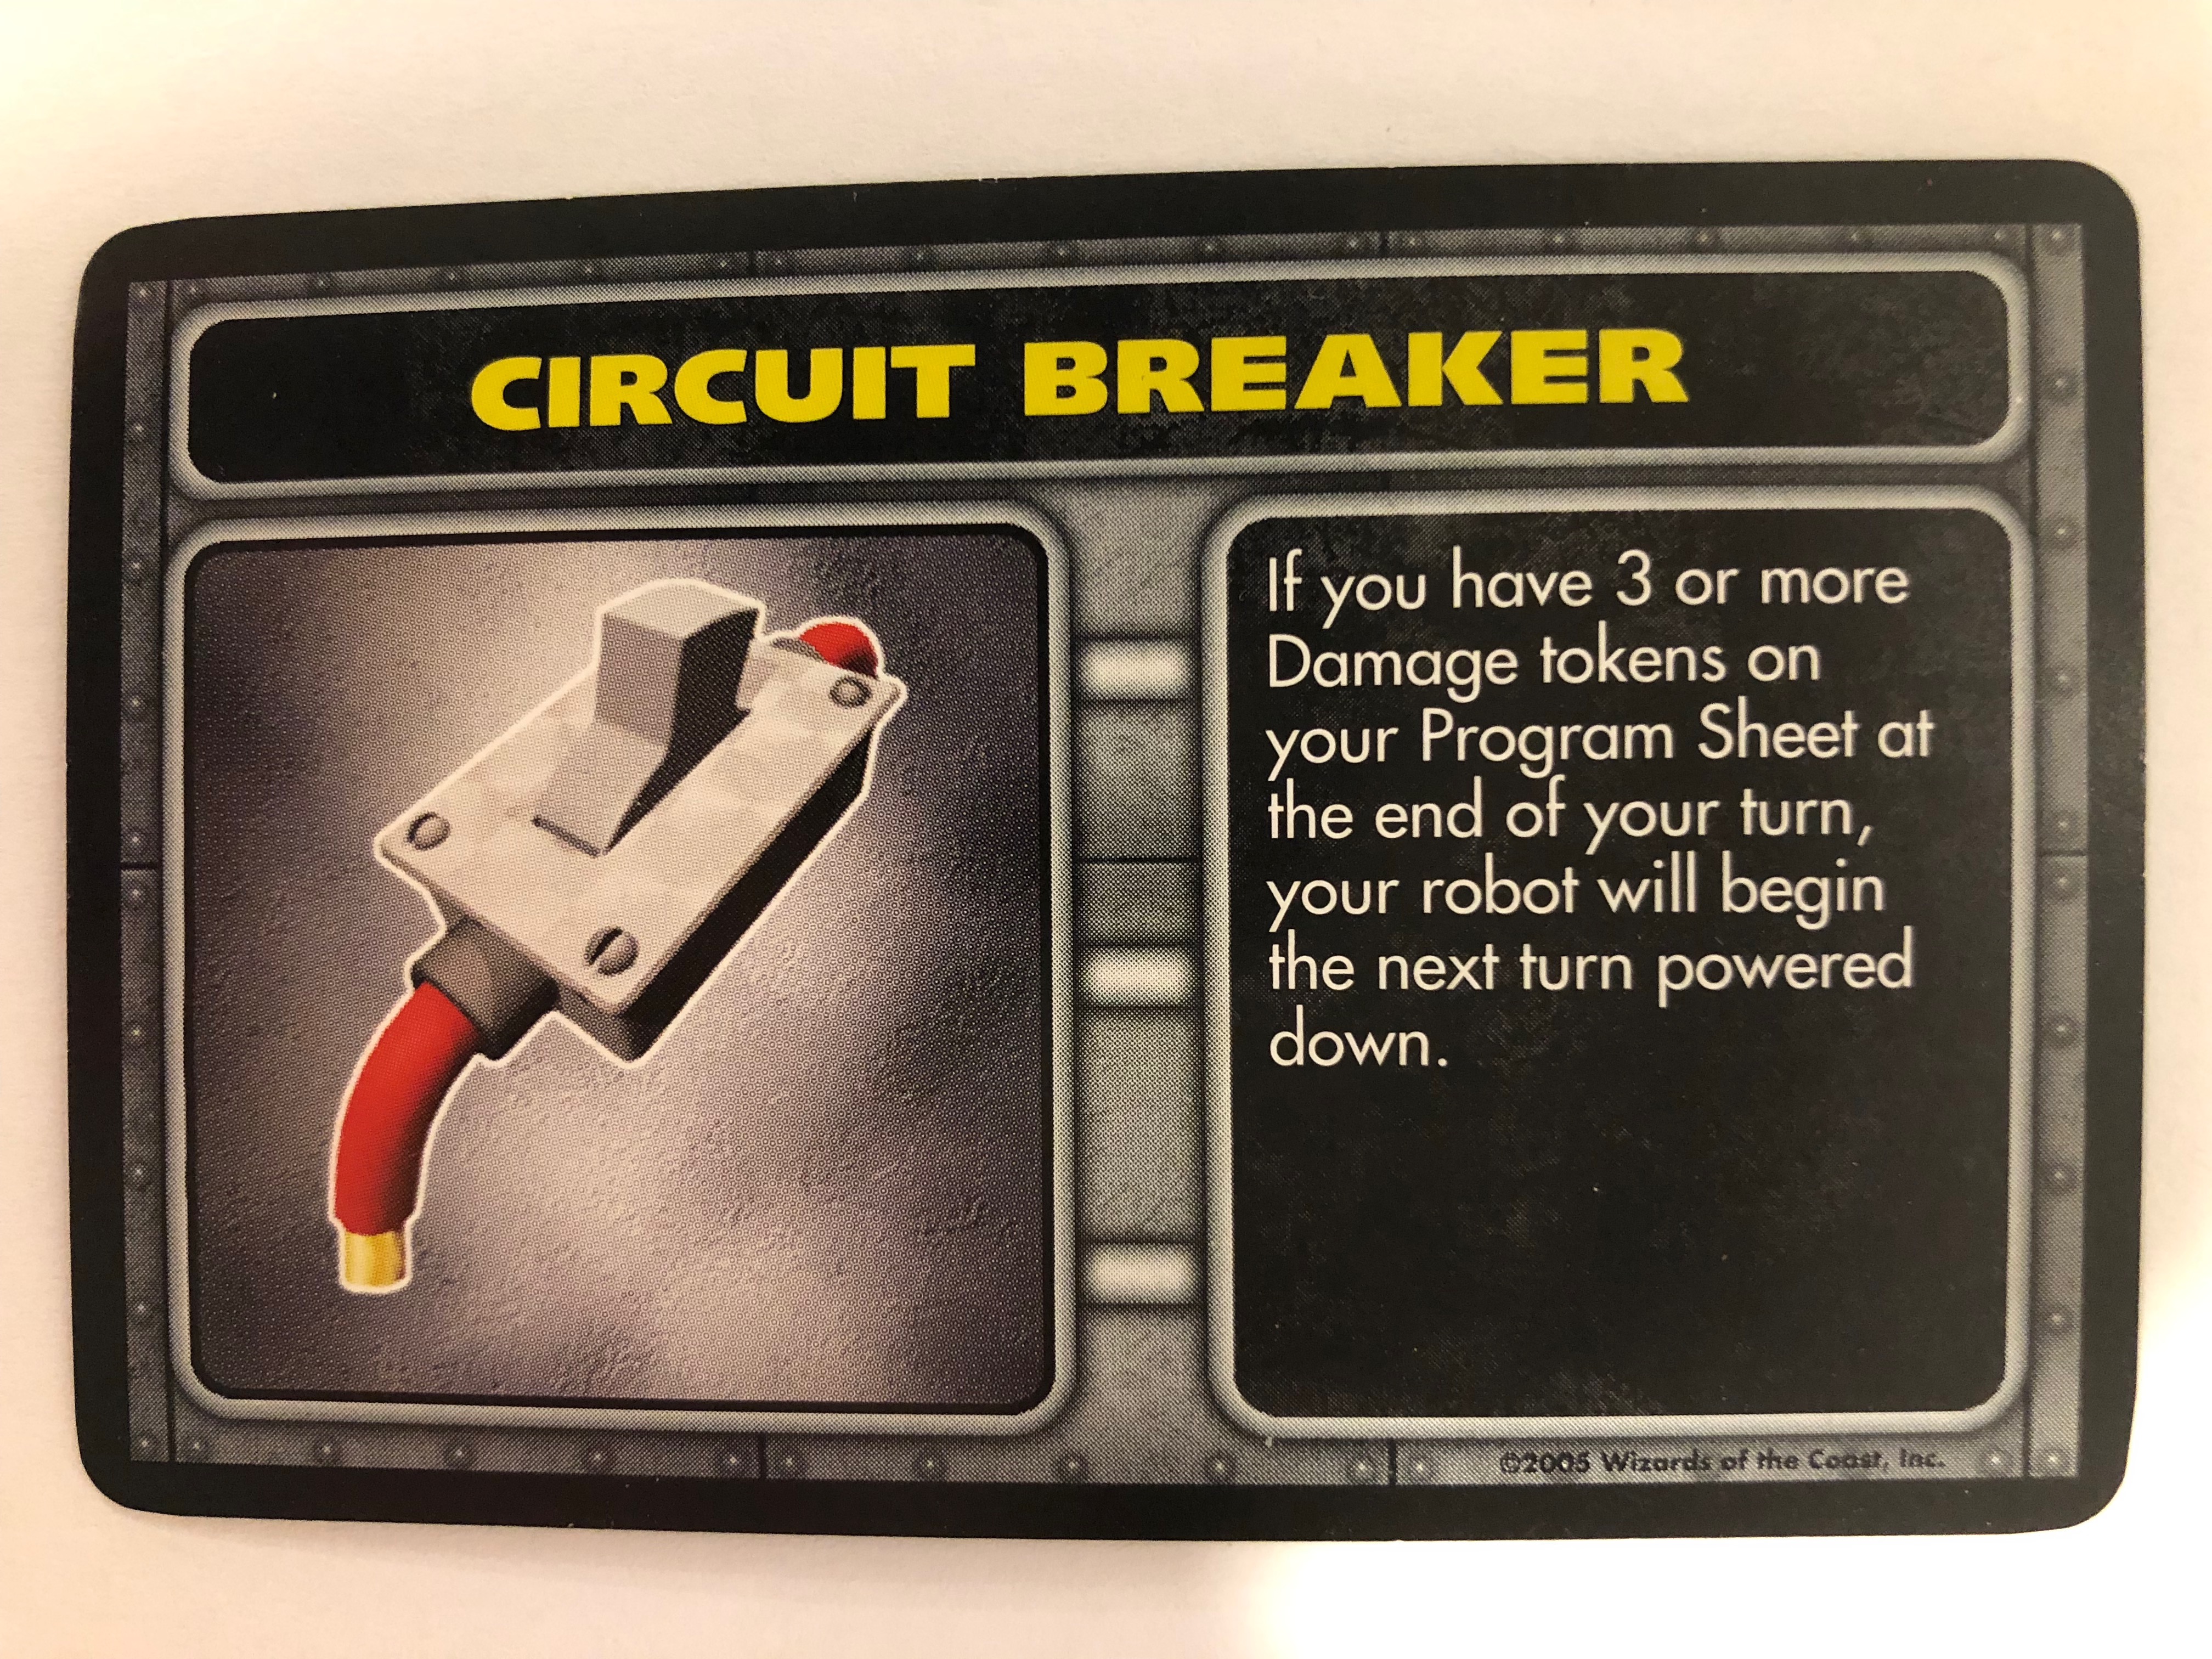 CIRCUIT BREAKER
If you have 3 or more
Damage tokens on
your Program Sheet at
the end of your turn,
your robot will begin
the next turn powered
down.
©2005 Wizards of the Coast, Inc.